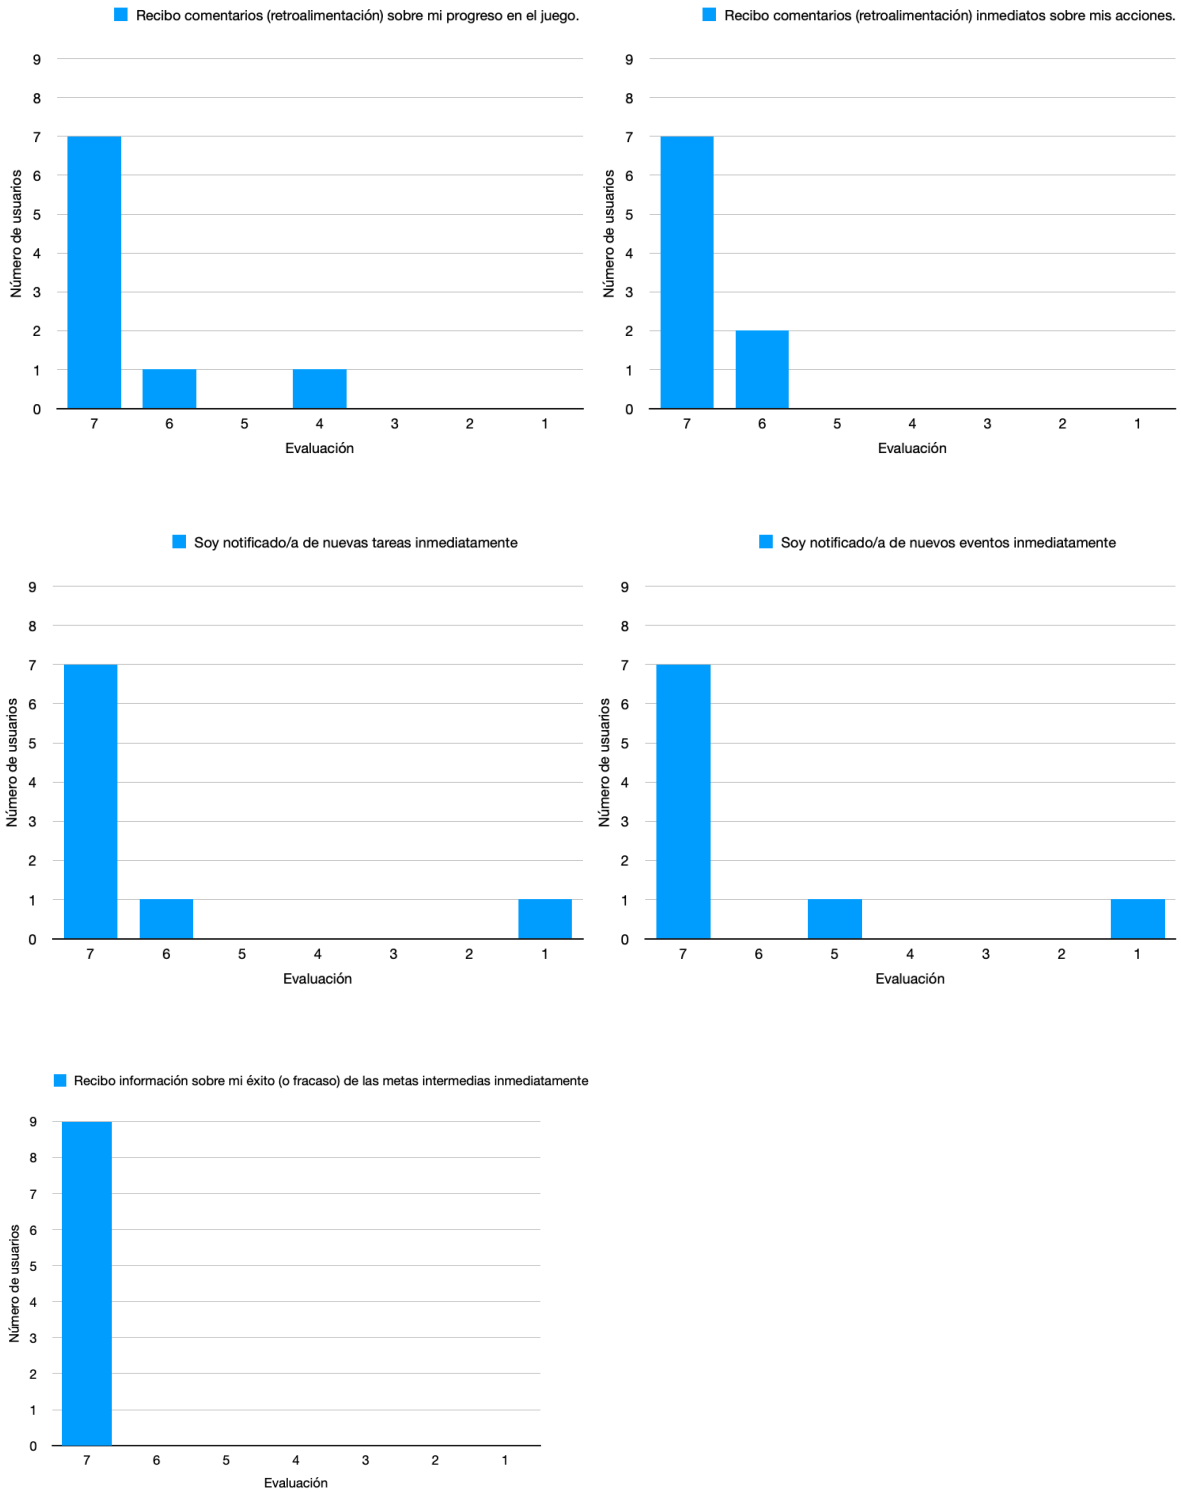 Recibo comentarios (retroalimentación) sobre mi progreso en el juego.
9
8
7
6
5
4
3
2
1
0
Número de usuarios
7 6 5 4 3 2 1
Evaluación
Recibo comentarios (retroalimentación) inmediatos sobre mis acciones.
9
8
7
6
5
4
3
2
1
0
Número de usuarios
7 6 5 4 3 2 1
Evaluación
Soy notificado/a de nuevas tareas inmediatamente
9
8
7
6
5
4
3
2
1
0
Número de usuarios
7 6 5 4 3 2 1
Evaluación
Soy notificado/a de nuevos eventos inmediatamente
9
8
7
6
5
4
3
2
1
0
Número de usuarios
7 6 5 4 3 2 1
Evaluación
Recibo información sobre mi éxito (o fracaso) de las metas intermedias inmediatamente
9
8
7
6
5
4
3
2
1
0
Número de usuarios
7 6 5 4 3 2 1
Evaluación